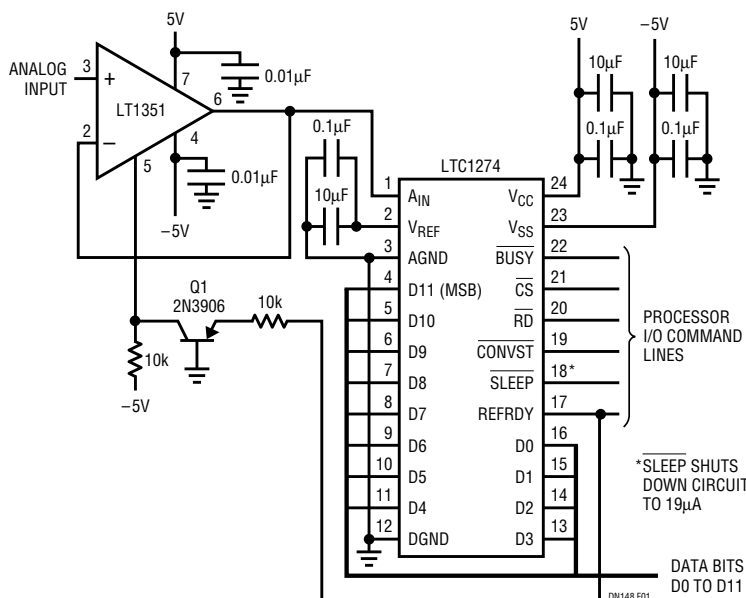 5V
7
3
ANALOG
INPUT
+
LT1351
6
0.01µF
2
−
4
5
0.01µF
−5V
Q1
2N3906
10k
10k
−5V
0.1µF
10µF
LTC1274
1 AIN VCC 24
2 VREF VSS 23
3 AGND BUSY 22
4 D11 (MSB) CS 21
5 D10 RD 20
6 D9 CONVST 19
7 D8 SLEEP 18*
8 D7 REFRDY 17
9 D6 D0 16
10 D5 D1 15
11 D4 D2 14
12 DGND D3 13
5V
−5V
10µF
10µF
0.1µF
0.1µF
PROCESSOR
I/O COMMAND
LINES
*SLEEP SHUTS
DOWN CIRCUIT
TO 19µA
DATA BITS
D0 TO D11
DN148 F01